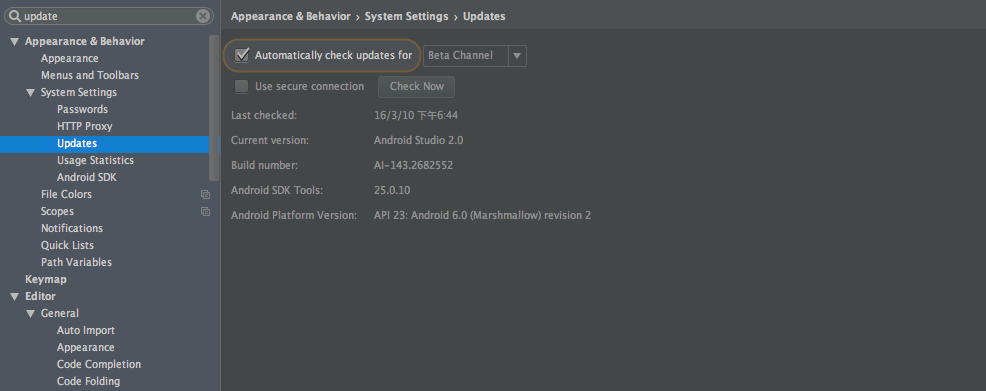 update
Appearance & Behavior
Appearance
Menus and Toolbars
System Settings
Passwords
HTTP Proxy
Updates
Usage Statistics
Android SDK
File Colors
Scopes
Notifications
Quick Lists
Path Variables
Keymap
Editor
General
Auto Import
Appearance
Code Completion
Code Folding
Appearance & Behavior › System Settings › Updates
Automatically check updates for Beta Channel
Use secure connection Check Now
Last checked: 16/3/10 下午6:44
Current version: Android Studio 2.0
Build number: AI-143.2682552
Android SDK Tools: 25.0.10
Android Platform Version: API 23: Android 6.0 (Marshmallow) revision 2